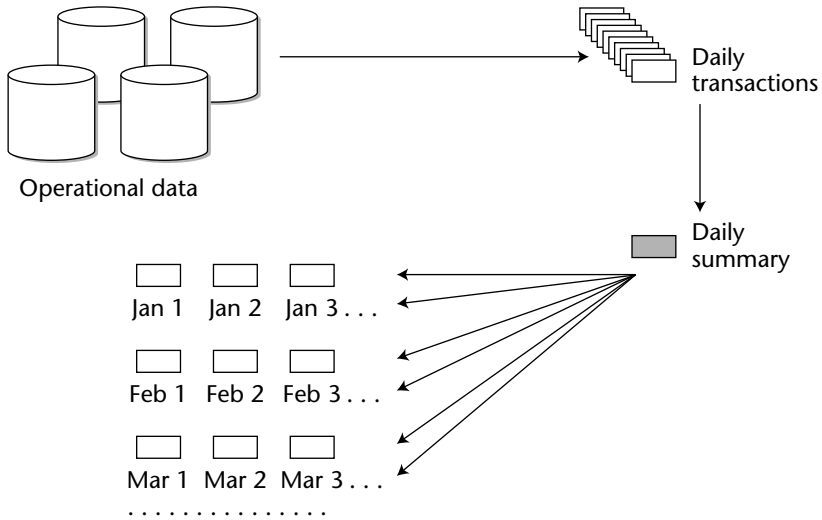 Daily
transactions
Operational data
Daily
summary
Jan 1 Jan 2 Jan 3 . . .
Feb 1 Feb 2 Feb 3 . . .
Mar 1 Mar 2 Mar 3 . . .
. . . . . . . . . . . . . . .